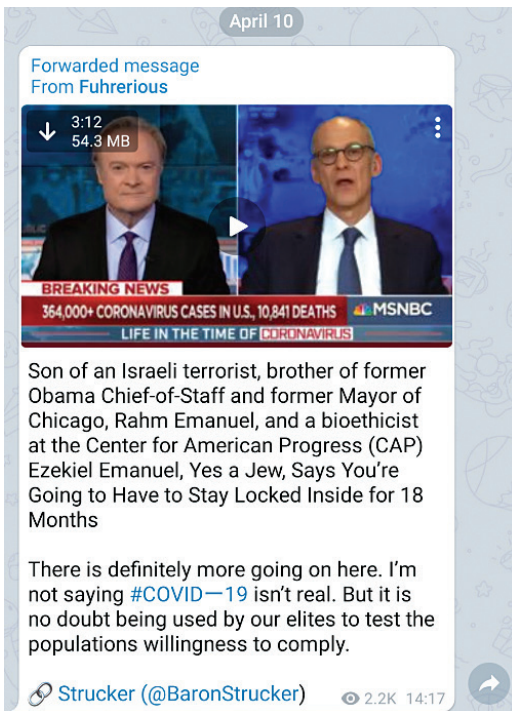 April 10
Forwarded message
From Fuhrerious
3:12
54.3 MB
BREAKING NEWS
364,000+ CORONAVIRUS CASES IN U.S., 10,841 DEATHS MSNBC
LIFE IN THE TIME OF CORONAVIRUS
Son of an Israeli terrorist, brother of former
Obama Chief-of-Staff and former Mayor of
Chicago, Rahm Emanuel, and a bioethicist
at the Center for American Progress (CAP)
Ezekiel Emanuel, Yes a Jew, Says You’re
Going to Have to Stay Locked Inside for 18
Months
There is definitely more going on here. I’m
not saying #COVID—19 isn’t real. But it is
no doubt being used by our elites to test the
populations willingness to comply.
Strucker (@BaronStrucker) 2.2K 14:17